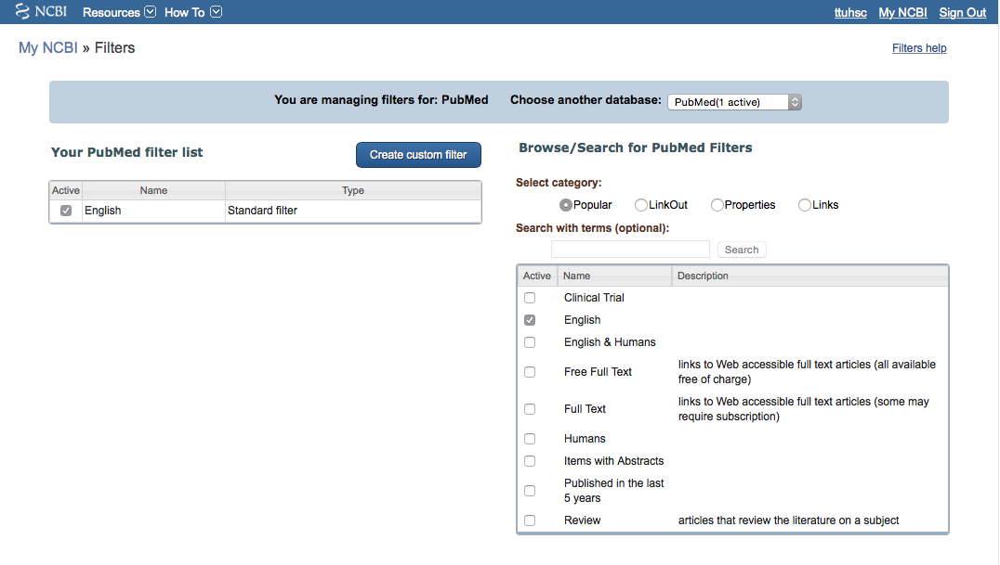 NCBI Resources How To ttuhsc My NCBI Sign Out
My NCBI » Filters Filters help
You are managing filters for: PubMed Choose another database: PubMed(1 active)
Your PubMed filter list
Create custom filter
Active Name Type
English Standard filter
Browse/Search for PubMed Filters
Select category:
Popular LinkOut Properties Links
Search with terms (optional):
Search
Active Name Description
Clinical Trial
English
English & Humans
Free Full Text links to Web accessible full text articles (all available
free of charge)
Full Text links to Web accessible full text articles (some may
require subscription)
Humans
Items with Abstracts
Published in the last
5 years
Review articles that review the literature on a subject